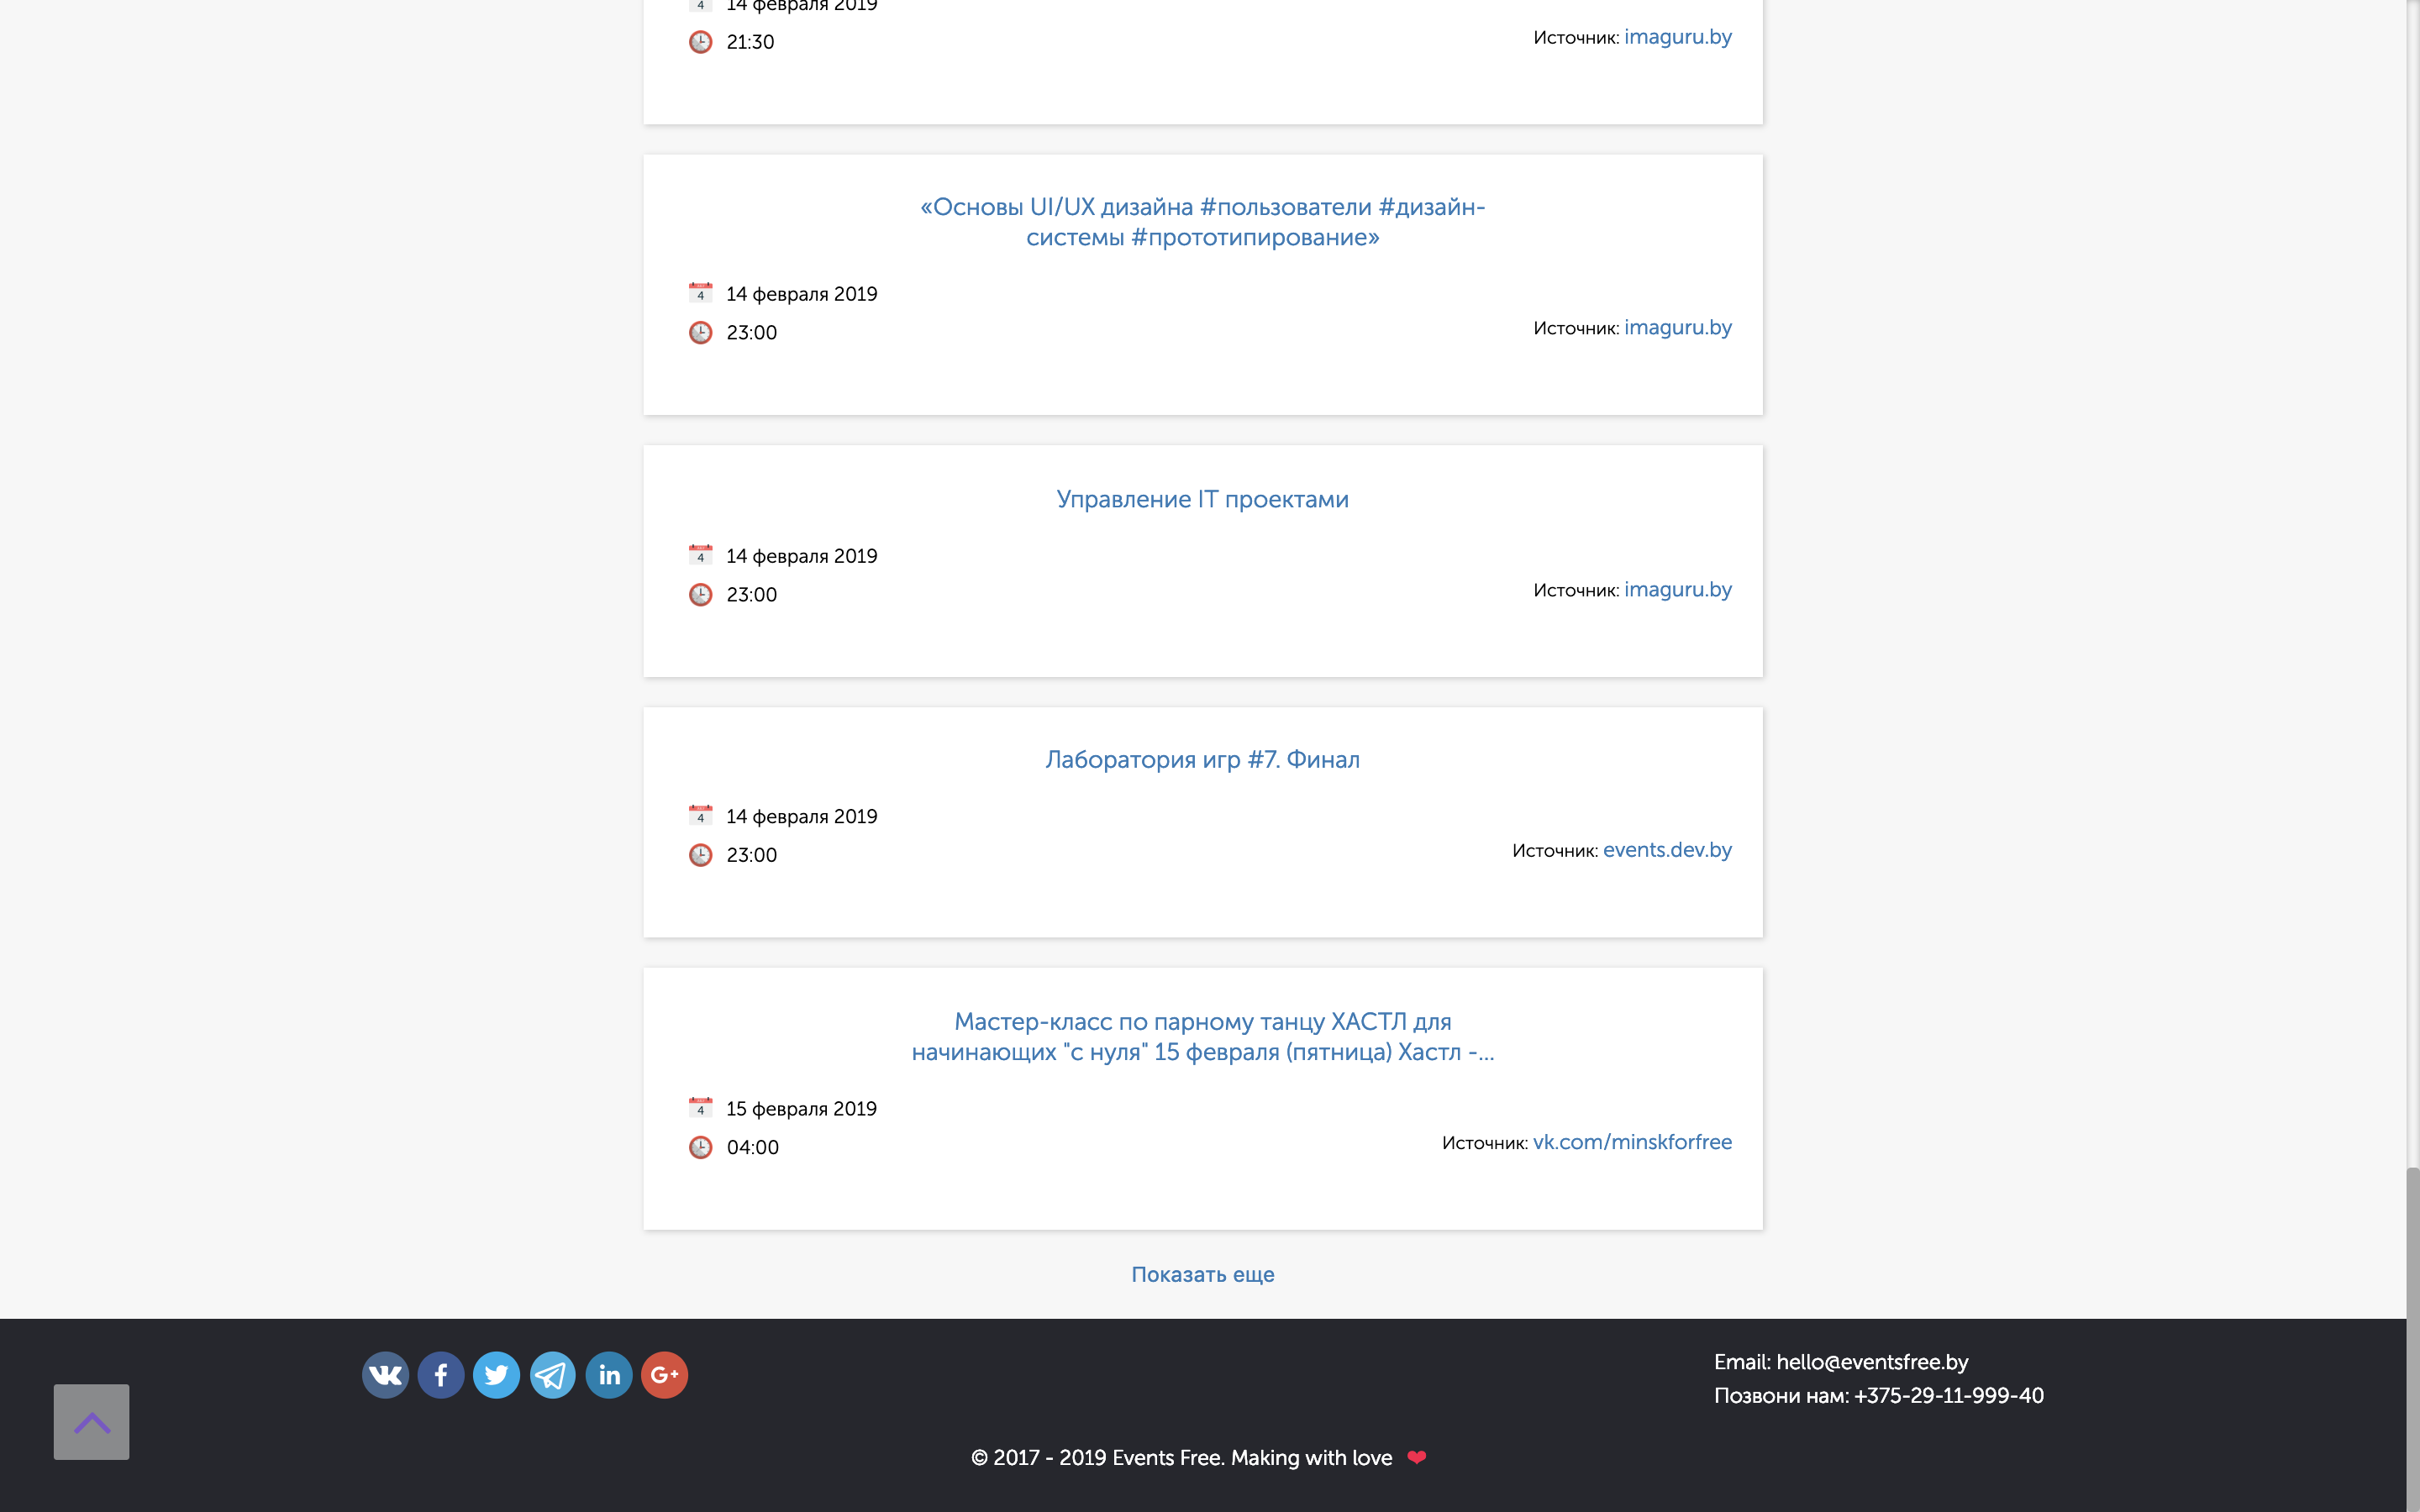 14 февраля 2019
21:30
Источник: imaguru.by
«Основы UI/UX дизайна #пользователи #дизайн-
системы #прототипирование»
4
14 февраля 2019
23:00
Источник: imaguru.by
Управление IT проектами
4
14 февраля 2019
23:00
Источник: imaguru.by
Лаборатория игр #7. Финал
4
14 февраля 2019
23:00
Источник: events.dev.by
Мастер-класс по парному танцу ХАСТЛ для
начинающих "с нуля" 15 февраля (пятница) Хастл -...
4
15 февраля 2019
04:00
Источник: vk.com/minskforfree
Показать еще
Email: hello@eventsfree.by
Позвони нам: +375-29-11-999-40
© 2017 - 2019 Events Free. Making with love ❤